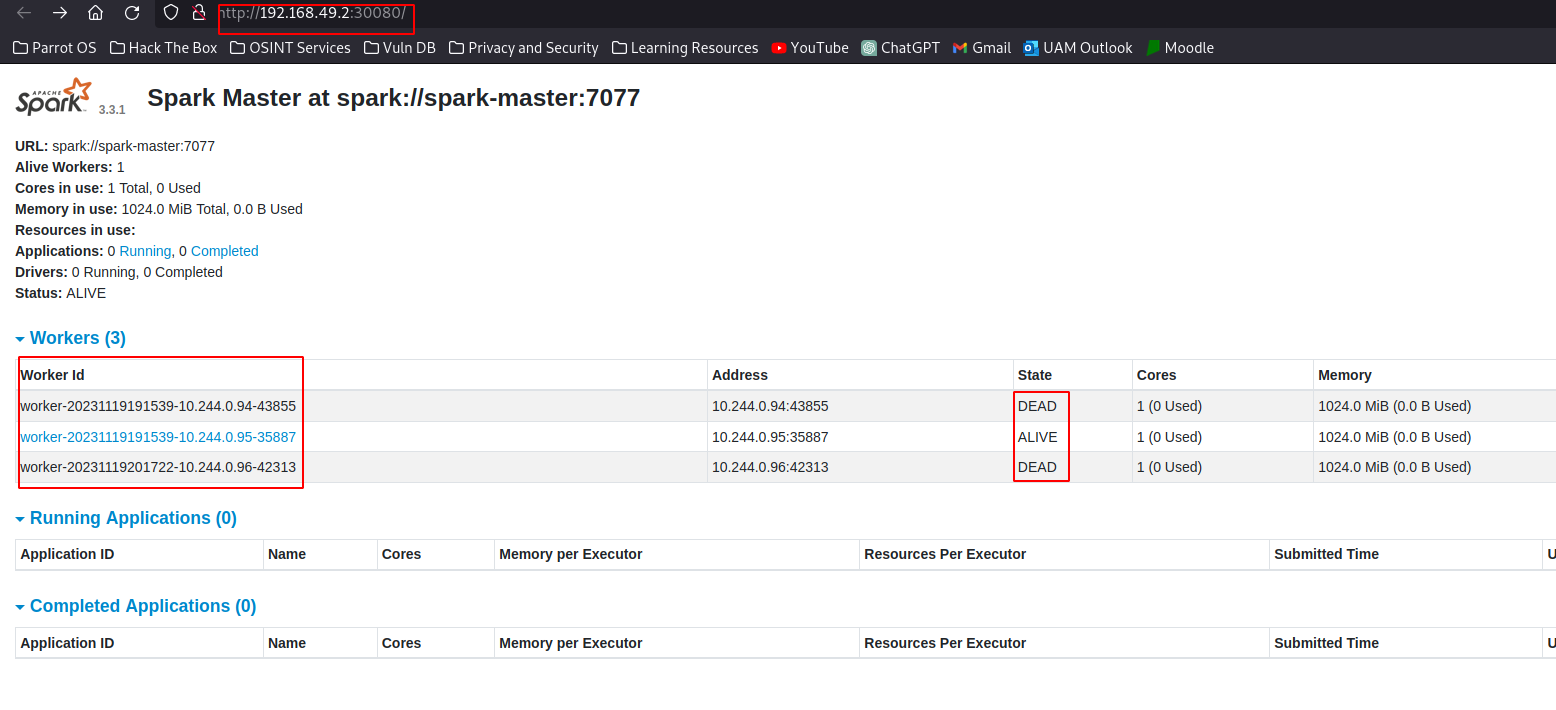 http://192.168.49.2:30080/
Parrot OS Hack The Box OSINT Services Vuln DB Privacy and Security Learning Resources YouTube ChatGPT Gmail UAM Outlook Moodle
APACHE Spark 3.3.1 Spark Master at spark://spark-master:7077
URL: spark://spark-master:7077
Alive Workers: 1
Cores in use: 1 Total, 0 Used
Memory in use: 1024.0 MiB Total, 0.0 B Used
Resources in use:
Applications: 0 Running, 0 Completed
Drivers: 0 Running, 0 Completed
Status: ALIVE
Workers (3)
Worker Id Address State Cores Memory
worker-20231119191539-10.244.0.94-43855 10.244.0.94:43855 DEAD 1 (0 Used) 1024.0 MiB (0.0 B Used)
worker-20231119191539-10.244.0.95-35887 10.244.0.95:35887 ALIVE 1 (0 Used) 1024.0 MiB (0.0 B Used)
worker-20231119201722-10.244.0.96-42313 10.244.0.96:42313 DEAD 1 (0 Used) 1024.0 MiB (0.0 B Used)
Running Applications (0)
Application ID Name Cores Memory per Executor Resources Per Executor Submitted Time
Completed Applications (0)
Application ID Name Cores Memory per Executor Resources Per Executor Submitted Time